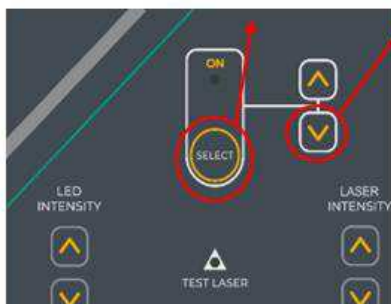 ON
SELECT
LED
INTENSITY
LASER
INTENSITY
TEST LASER